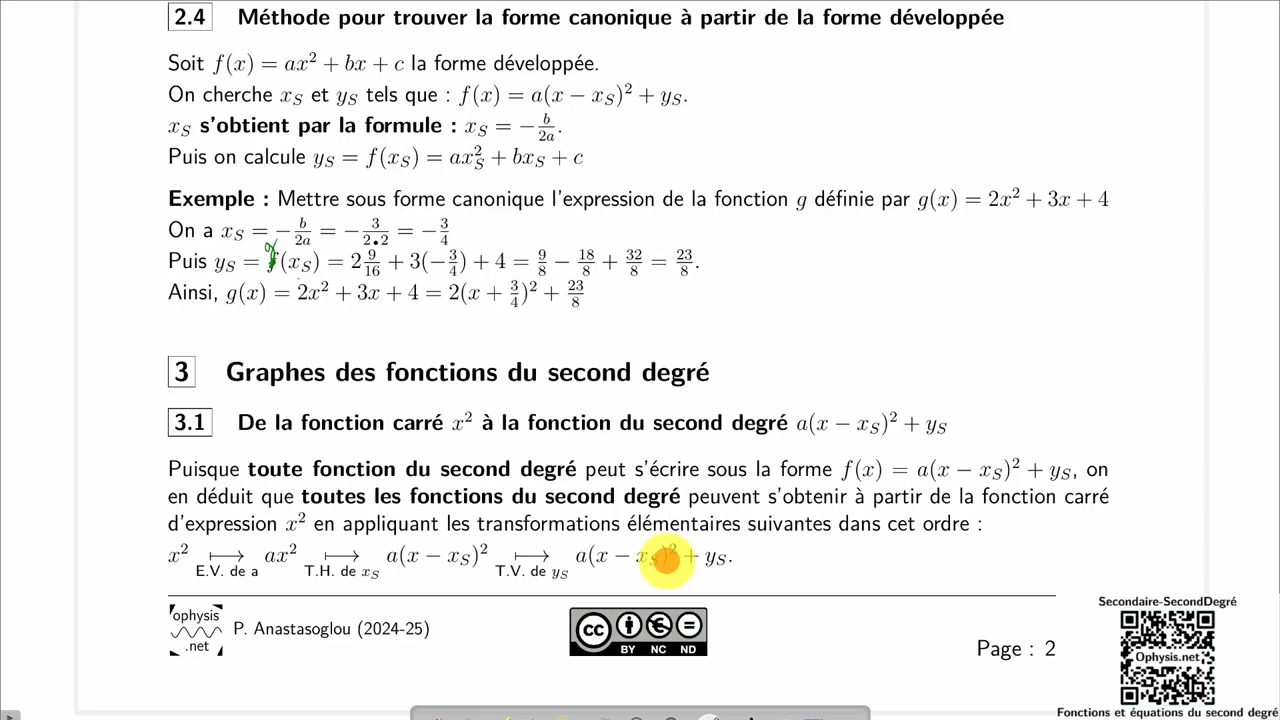 2.4 Méthode pour trouver la forme canonique à partir de la forme développée
Soit f(x) = ax² + bx + c la forme développée.
On cherche x_S et y_S tels que : f(x) = a(x − x_S)² + y_S.
x_S s'obtient par la formule : x_S = −b/2a.
Puis on calcule y_S = f(x_S) = ax_S² + bx_S + c
Exemple : Mettre sous forme canonique l'expression de la fonction g définie par g(x) = 2x² + 3x + 4
On a x_S = −b/2a = −3/2•2 = −3/4
Puis y_S = g(x_S) = 2 9/16 + 3(−3/4) + 4 = 9/8 − 18/8 + 32/8 = 23/8.
Ainsi, g(x) = 2x² + 3x + 4 = 2(x + 3/4)² + 23/8
3 Graphes des fonctions du second degré
3.1 De la fonction carré x² à la fonction du second degré a(x − x_S)² + y_S
Puisque toute fonction du second degré peut s'écrire sous la forme f(x) = a(x − x_S)² + y_S, on
en déduit que toutes les fonctions du second degré peuvent s'obtenir à partir de la fonction carré
d'expression x² en appliquant les transformations élémentaires suivantes dans cet ordre :
x² ⟼ ax² ⟼ a(x − x_S)² ⟼ a(x − x_S)² + y_S.
E.V. de a T.H. de x_S T.V. de y_S
ophysis
.net
P. Anastasoglou (2024-25)
cc
BY NC ND
Page : 2
Secondaire-SecondDegré
Ophysis.net
Fonctions et équations du second degré